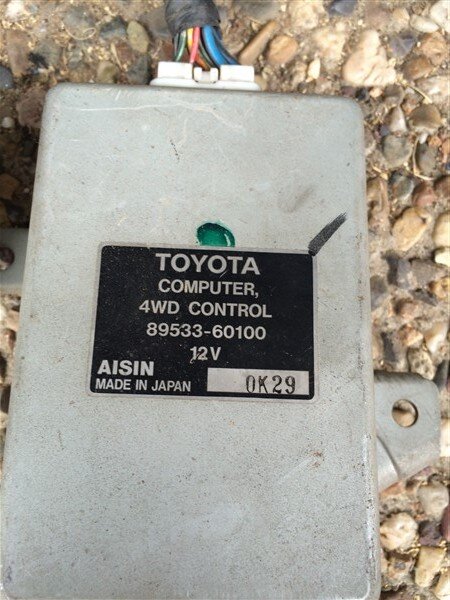 TOYOTA
COMPUTER,
4WD CONTROL
89533-60100
12V
AISIN
MADE IN JAPAN
0K29